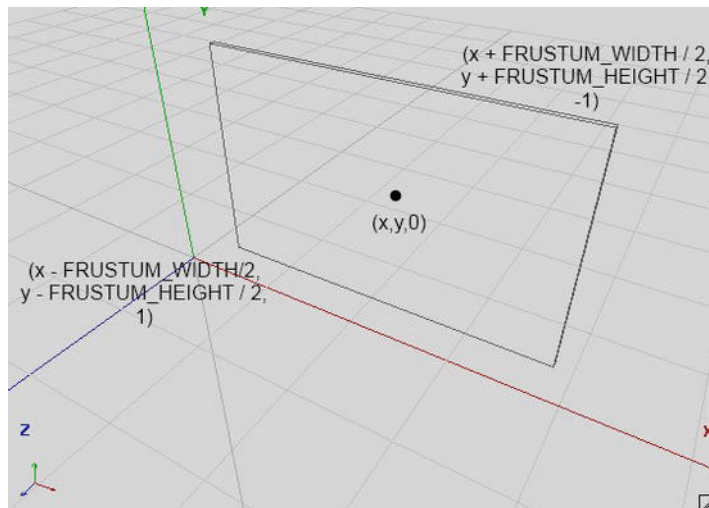 Y
(x + FRUSTUM_WIDTH / 2,
y + FRUSTUM_HEIGHT / 2
-1)
(x,y,0)
(x - FRUSTUM_WIDTH/2,
y - FRUSTUM_HEIGHT / 2,
1)
Z
X